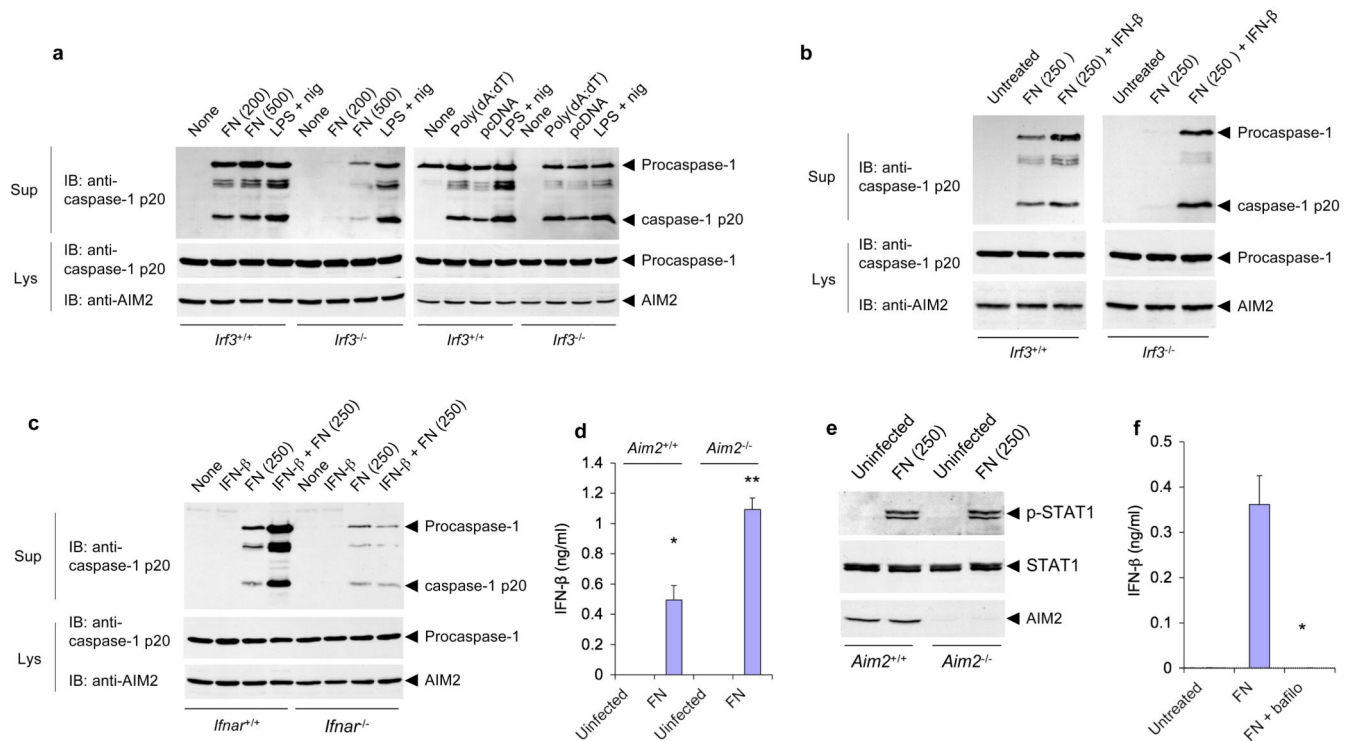 a
None
FN (200)
FN (500)
LPS + nig
None
FN (200)
FN (500)
LPS + nig
None
Poly(dA:dT)
pcDNA
LPS + nig
None
Poly(dA:dT)
pcDNA
LPS + nig
Sup
IB: anti-
caspase-1 p20
Procaspase-1
caspase-1 p20
Lys
IB: anti-
caspase-1 p20
Procaspase-1
IB: anti-AIM2
AIM2
Irf3+/+
Irf3-/-
Irf3+/+
Irf3-/-
b
Untreated
FN (250 )
FN (250) + IFN-β
Untreated
FN (250)
FN (250 ) + IFN-β
Sup
IB: anti-
caspase-1 p20
Procaspase-1
caspase-1 p20
Lys
IB: anti-
caspase-1 p20
Procaspase-1
IB: anti-AIM2
AIM2
Irf3+/+
Irf3-/-
c
None
IFN-β
FN (250)
IFN-β + FN (250)
None
IFN-β
FN (250)
IFN-β + FN (250)
Sup
IB: anti-
caspase-1 p20
Procaspase-1
caspase-1 p20
Lys
IB: anti-
caspase-1 p20
Procaspase-1
IB: anti-AIM2
AIM2
Ifnar+/+
Ifnar-/-
d
Aim2+/+
Aim2-/-
IFN-β (ng/ml)
1.4
1.2
1
0.8
0.6
0.4
0.2
0
*
**
Uinfected
FN
Uinfected
FN
e
Uninfected
FN (250)
Uninfected
FN (250)
p-STAT1
STAT1
AIM2
Aim2+/+
Aim2-/-
f
IFN-β (ng/ml)
0.5
0.4
0.3
0.2
0.1
0
*
Untreated
FN
FN + bafilo